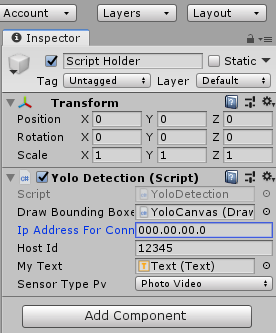 Account Layers Layout
Inspector
Script Holder Static
Tag Untagged Layer Default
Transform
Position X 0 Y 0 Z 0
Rotation X 0 Y 0 Z 0
Scale X 1 Y 1 Z 1
Yolo Detection (Script)
Script YoloDetection
Draw Bounding Boxe YoloCanvas (Draw
Ip Address For Conn 000.00.00.0
Host Id 12345
My Text Text (Text)
Sensor Type Pv Photo Video
Add Component